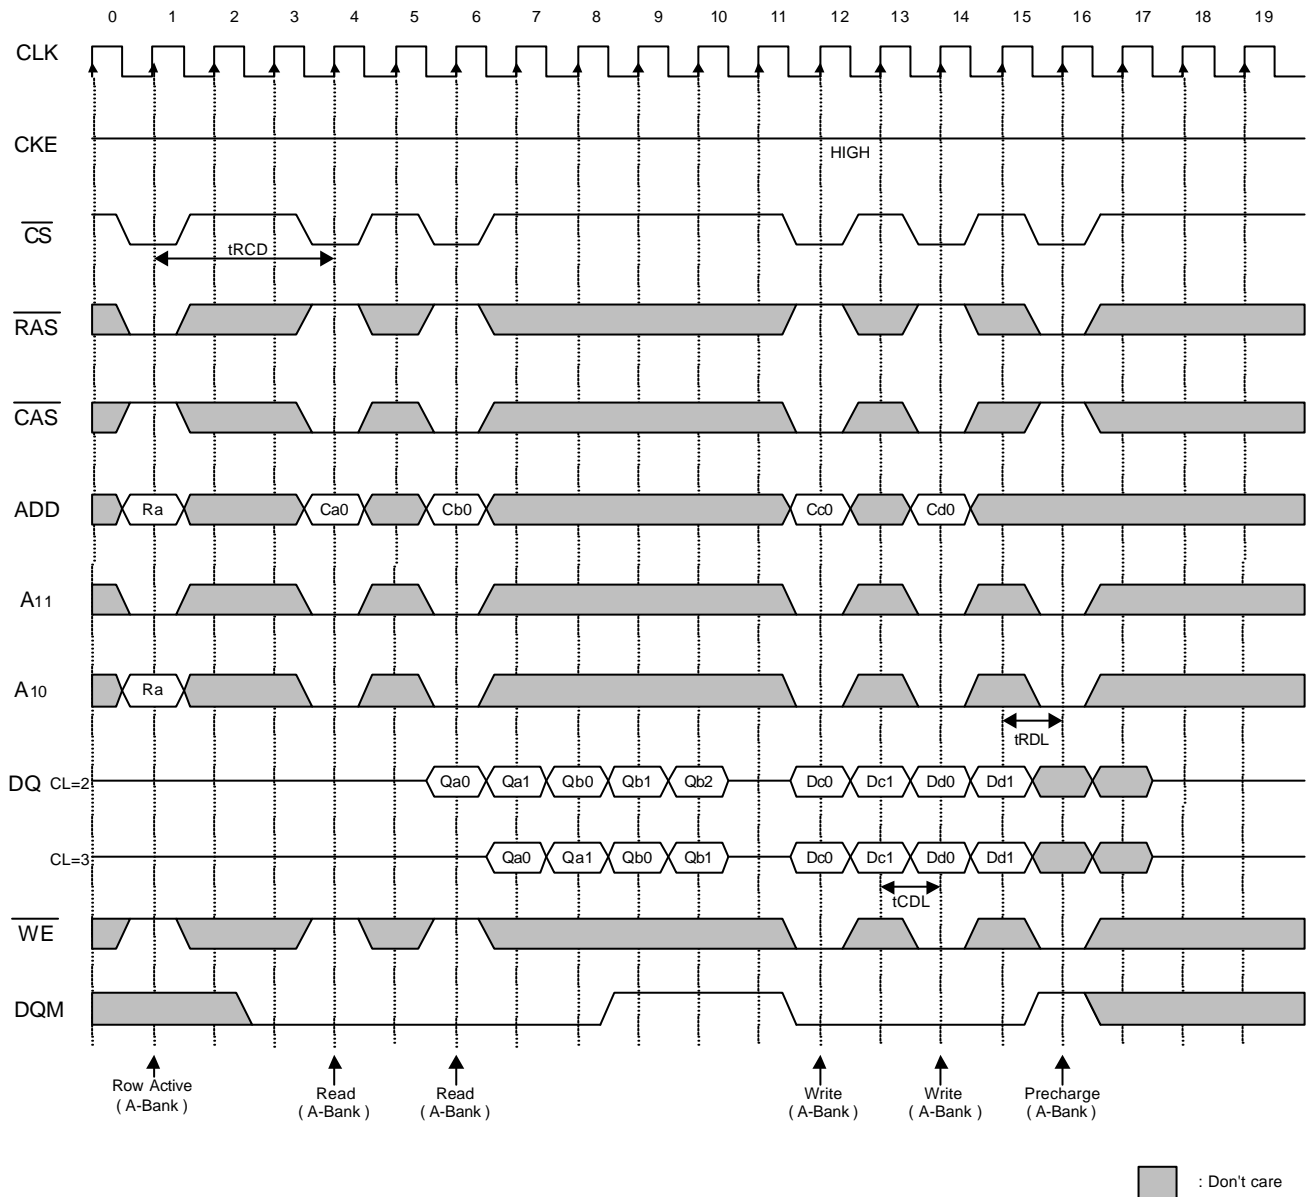 0 1 2 3 4 5 6 7 8 9 10 11 12 13 14 15 16 17 18 19
CLK
CKE
HIGH
CS
tRCD
RAS
CAS
ADD Ra Ca0 Cb0 Cc0 Cd0
A11
A10 Ra
tRDL
DQ CL=2 Qa0 Qa1 Qb0 Qb1 Qb2 Dc0 Dc1 Dd0 Dd1
CL=3 Qa0 Qa1 Qb0 Qb1 Dc0 Dc1 Dd0 Dd1
tCDL
WE
DQM
Row Active
( A-Bank )
Read
( A-Bank )
Read
( A-Bank )
Write
( A-Bank )
Write
( A-Bank )
Precharge
( A-Bank )
: Don't care